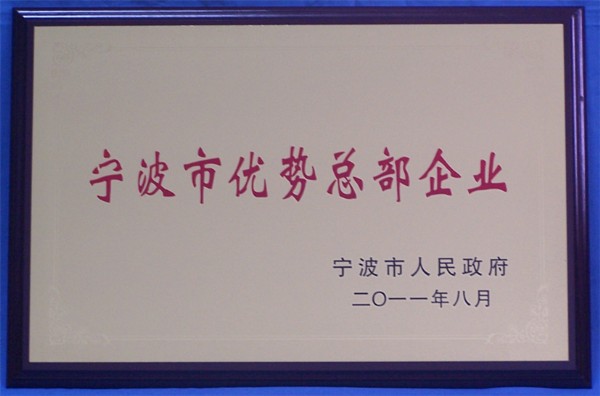 宁波市优势总部企业
宁波市人民政府
二〇一一年八月